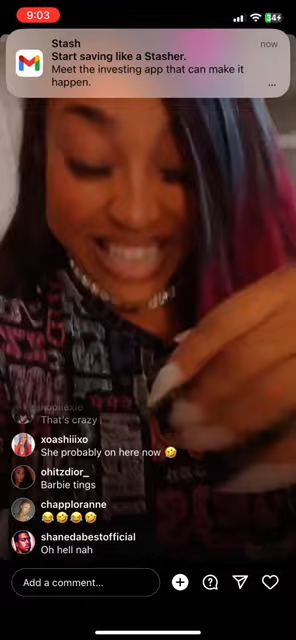 9:03
34+
Stash
now
Start saving like a Stasher.
Meet the investing app that can make it
happen.
...
That's crazy
xoashiiixo
She probably on here now 🤣
ohitzdior_
Barbie tings
chapploranne
😂🤣😂🤣
shanedabestofficial
Oh hell nah
Add a comment...